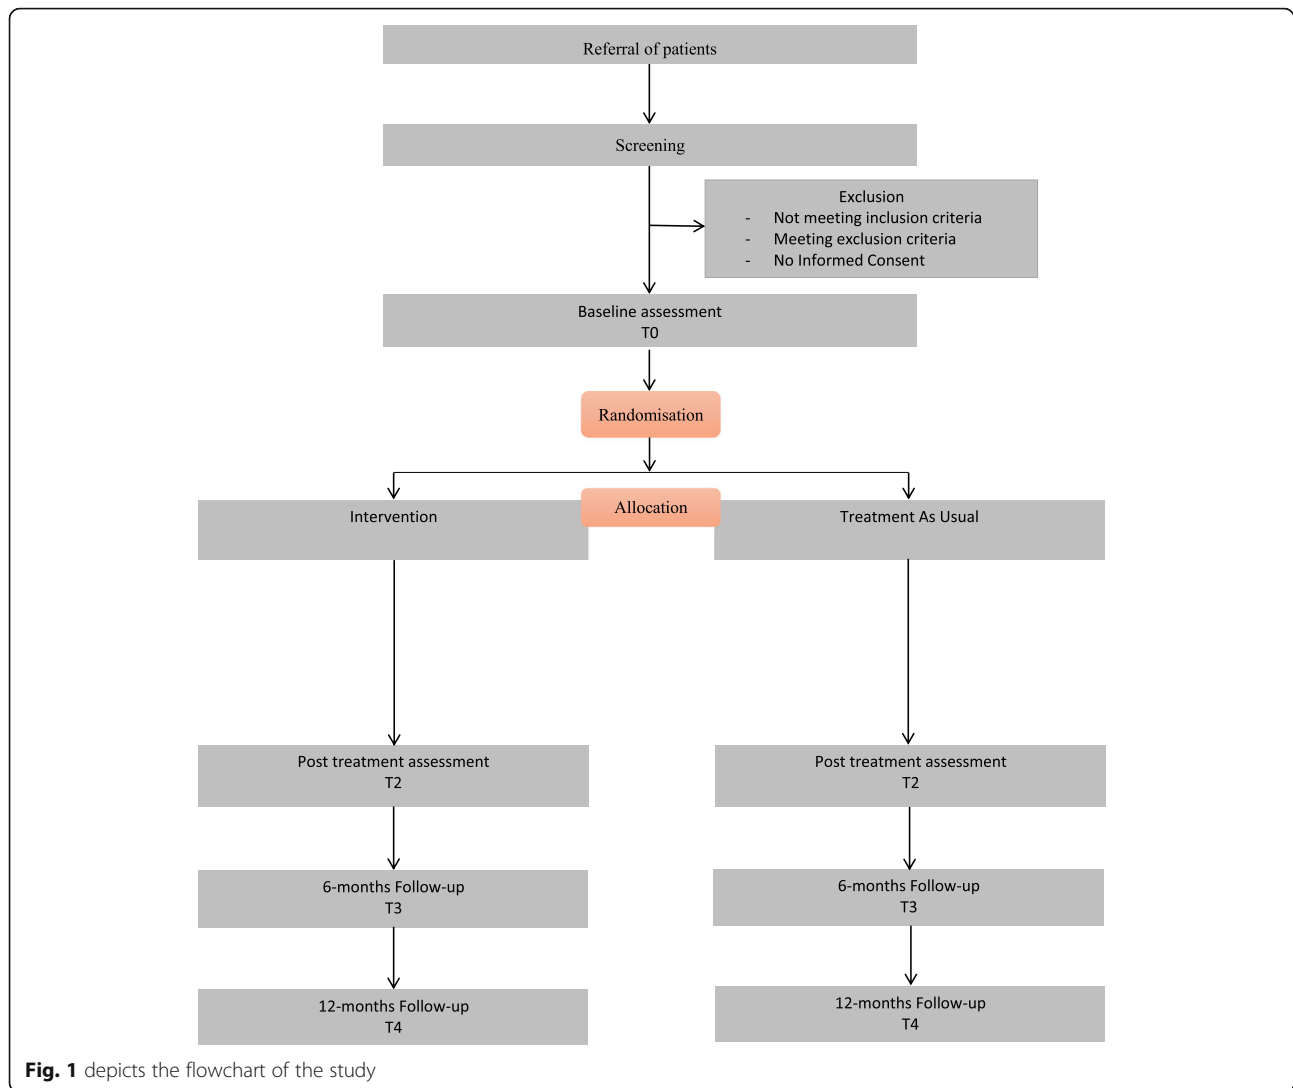 Referral of patients
Screening
Exclusion
- Not meeting inclusion criteria
- Meeting exclusion criteria
- No Informed Consent
Baseline assessment
T0
Randomisation
Allocation
Intervention
Treatment As Usual
Post treatment assessment
T2
Post treatment assessment
T2
6-months Follow-up
T3
6-months Follow-up
T3
12-months Follow-up
T4
12-months Follow-up
T4
Fig. 1 depicts the flowchart of the study